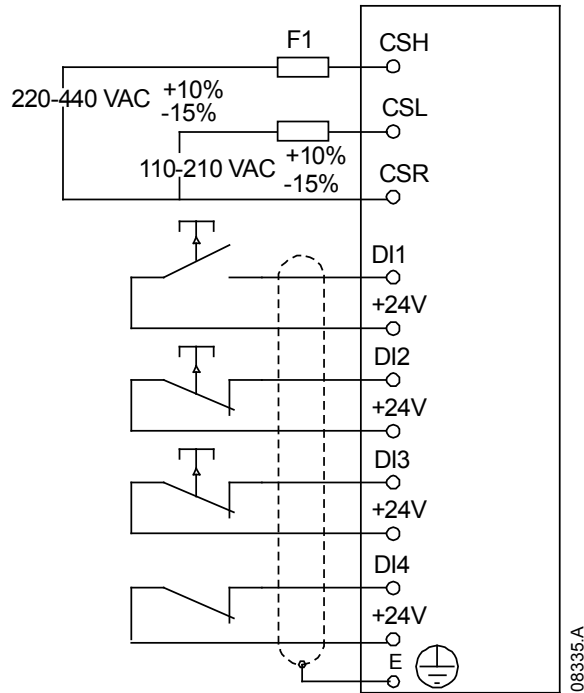 F1
CSH
220-440 VAC +10%
-15%
CSL
110-210 VAC +10%
-15%
CSR
DI1
+24V
DI2
+24V
DI3
+24V
DI4
+24V
E
08335.A